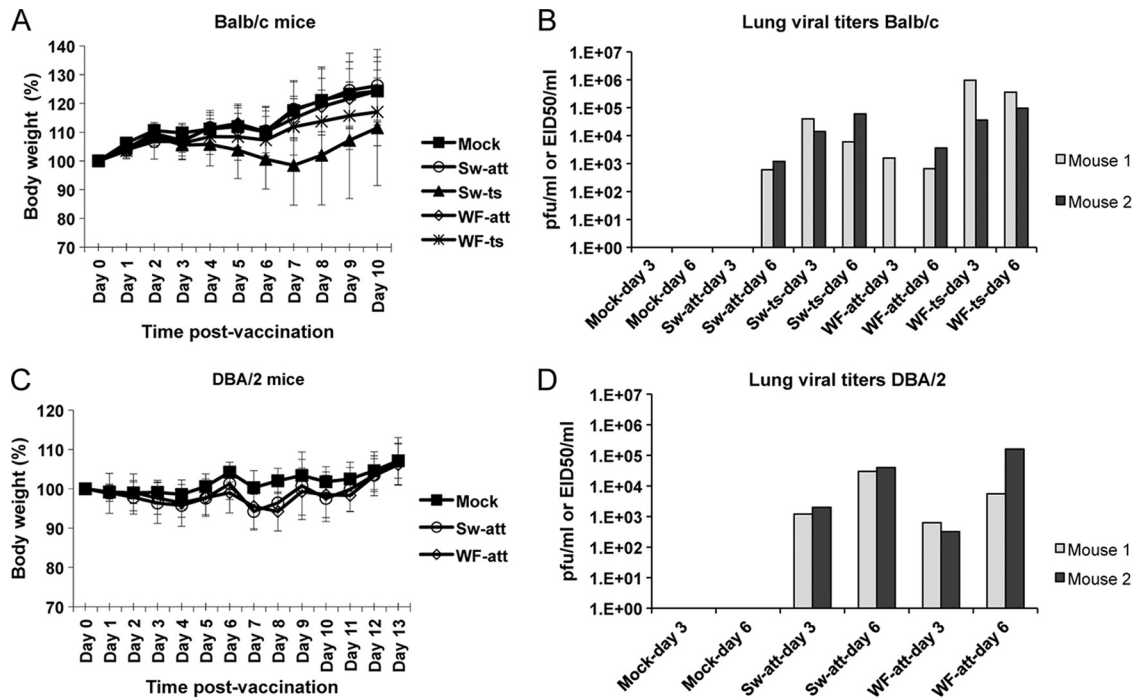 A
Balb/c mice
140
130
120
110
100
90
80
70
Body weight (%)
Day 0
Day 1
Day 2
Day 3
Day 4
Day 5
Day 6
Day 7
Day 8
Day 9
Day 10
Time post-vaccination
Mock
Sw-att
Sw-ts
WF-att
WF-ts
B
Lung viral titers Balb/c
1.E+07
1.E+06
1.E+05
1.E+04
1.E+03
1.E+02
1.E+01
1.E+00
pfu/ml or EID50/ml
Mock-day 3
Mock-day 6
Sw-att-day 3
Sw-att-day 6
Sw-ts-day 3
Sw-ts-day 6
WF-att-day 3
WF-att-day 6
WF-ts-day 3
WF-ts-day 6
Mouse 1
Mouse 2
C
DBA/2 mice
120
110
100
90
80
70
Body weight (%)
Day 0
Day 1
Day 2
Day 3
Day 4
Day 5
Day 6
Day 7
Day 8
Day 9
Day 10
Day 11
Day 12
Day 13
Time post-vaccination
Mock
Sw-att
WF-att
D
Lung viral titers DBA/2
1.E+07
1.E+06
1.E+05
1.E+04
1.E+03
1.E+02
1.E+01
1.E+00
pfu/ml or EID50/ml
Mock-day 3
Mock-day 6
Sw-att-day 3
Sw-att-day 6
WF-att-day 3
WF-att-day 6
Mouse 1
Mouse 2